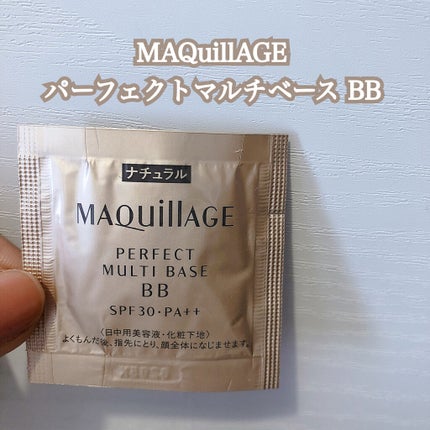 MAQuillAGE
パーフェクトマルチベース BB
ナチュラル
MAQuillAGE
PERFECT
MULTI BASE
BB
SPF30・PA++
〈日中用美容液・化粧下地〉
よくもんだ後、指先にとり、顔全体になじませます。